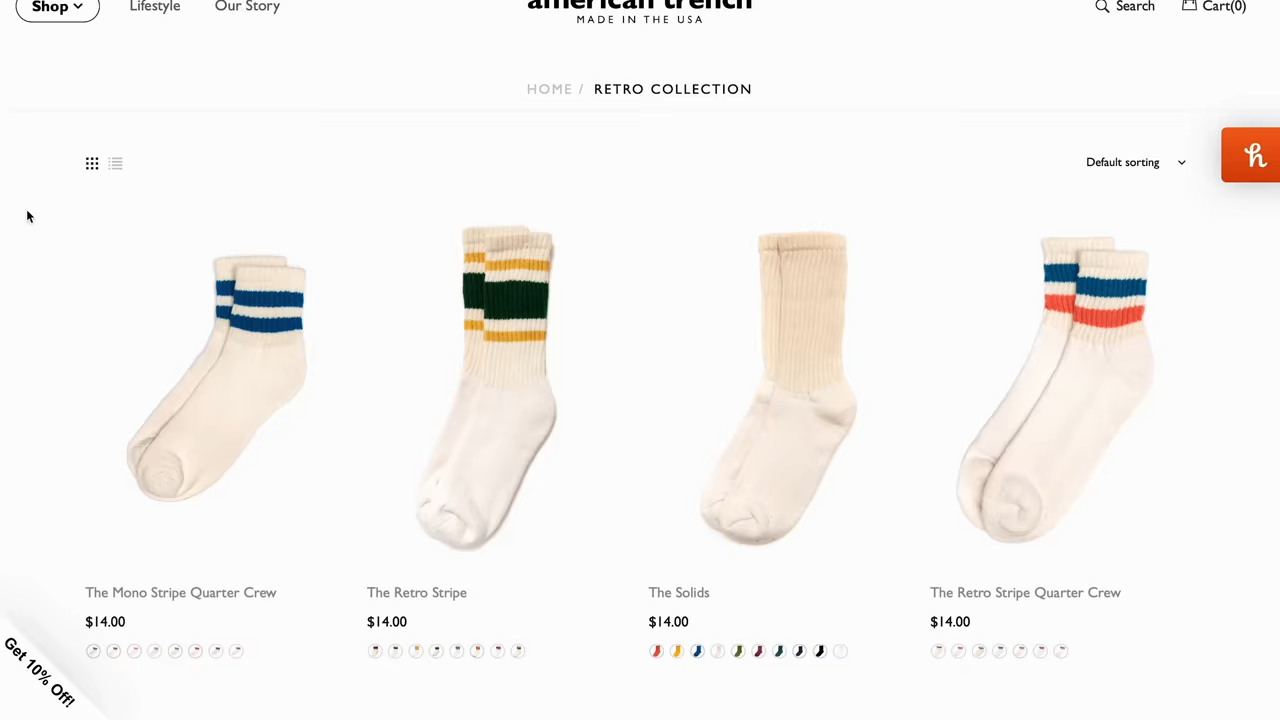 Shop
Lifestyle
Our Story
american trench
MADE IN THE USA
Search
Cart(0)
HOME / RETRO COLLECTION
Default sorting
h
The Mono Stripe Quarter Crew
$14.00
The Retro Stripe
$14.00
The Solids
$14.00
The Retro Stripe Quarter Crew
$14.00
Get 10% Off!